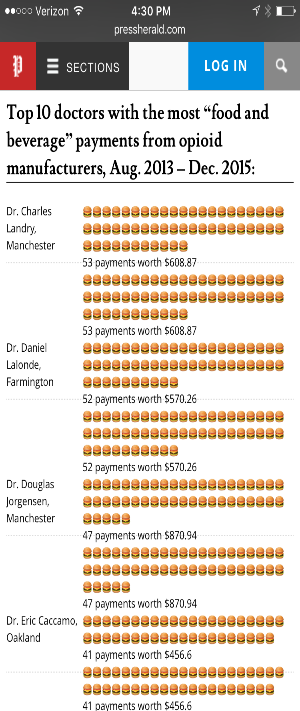 Verizon 4:30 PM
pressherald.com
p SECTIONS LOG IN
Top 10 doctors with the most “food and
beverage” payments from opioid
manufacturers, Aug. 2013 – Dec. 2015:
Dr. Charles
Landry,
Manchester
53 payments worth $608.87
53 payments worth $608.87
Dr. Daniel
Lalonde,
Farmington
52 payments worth $570.26
52 payments worth $570.26
Dr. Douglas
Jorgensen,
Manchester
47 payments worth $870.94
47 payments worth $870.94
Dr. Eric Caccamo,
Oakland
41 payments worth $456.6
41 payments worth $456.6